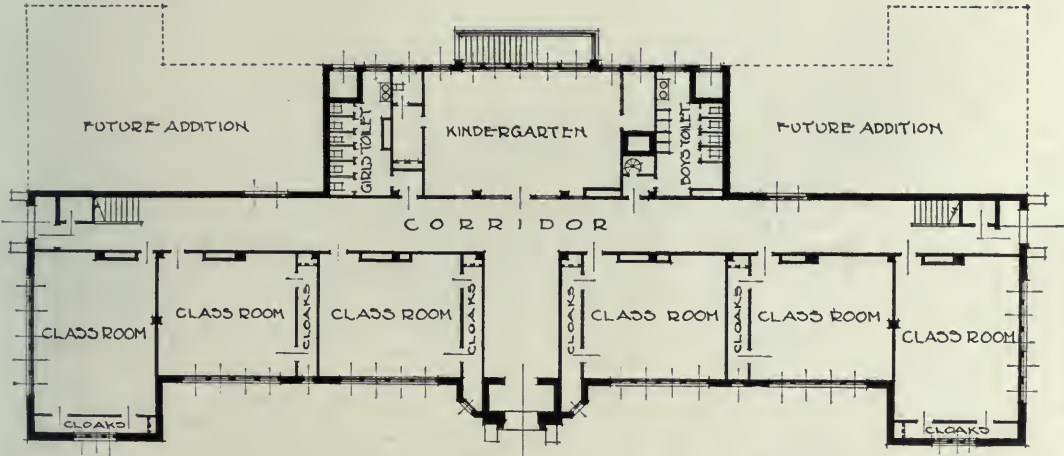 FUTURE ADDITION
KINDERGARTEN
FUTURE ADDITION
GIRLS TOILET
BOYS TOILET
CORRIDOR
CLASS ROOM
CLASS ROOM
CLOAKS
CLASS ROOM
CLOAKS
CLOAKS
CLASS ROOM
CLOAKS
CLASS ROOM
CLASS ROOM
CLOAKS
CLOAKS